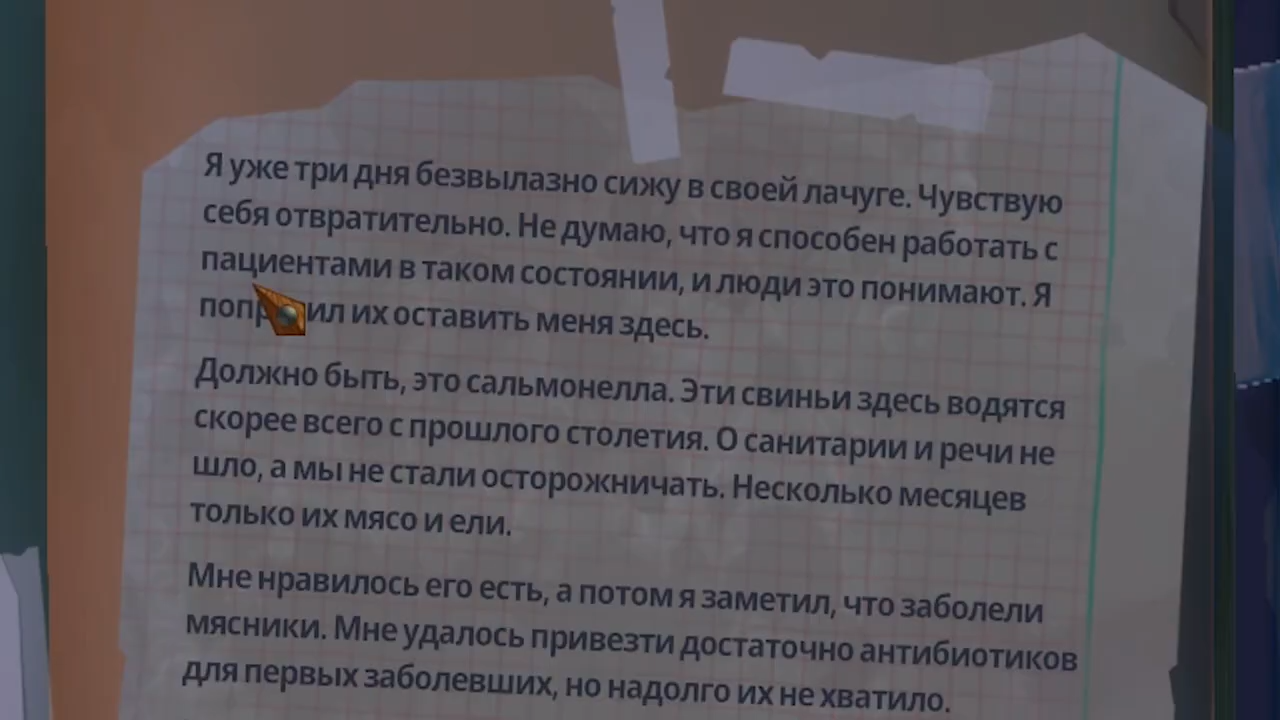 Я уже три дня безвылазно сижу в своей лачуге. Чувствую
себя отвратительно. Не думаю, что я способен работать с
пациентами в таком состоянии, и люди это понимают. Я
их оставить меня здесь.
Должно быть, это сальмонелла. Эти свиньи здесь водятся
скорее всего с прошлого столетия. О санитарии и речи не
шло, а мы не стали осторожничать. Несколько месяцев
только их мясо и ели.
Мне нравилось его есть, а потом я заметил, что заболели
мясники. Мне удалось привезти достаточно антибиотиков
для первых заболевших, но надолго их не хватило.